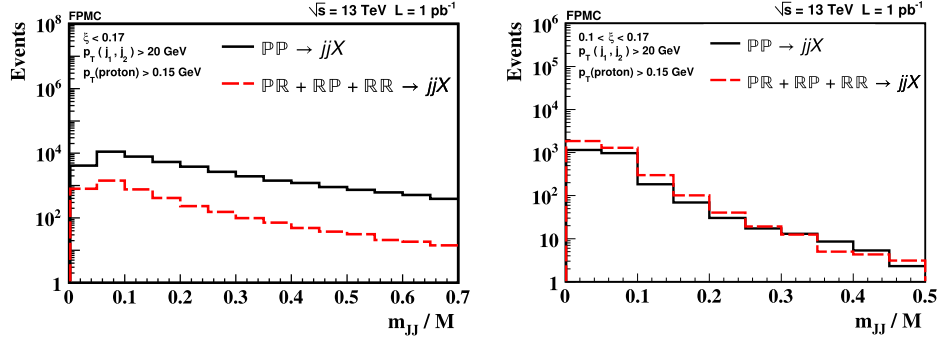 FPMC
√s = 13 TeV L = 1 pb⁻¹
Events
10⁸
10⁶
10⁴
10²
1
ξ < 0.17
p_T ( j_1 , j_2 ) > 20 GeV
p_T(proton) > 0.15 GeV
ℙℙ → jjX
ℙℝ + ℝℙ + ℝℝ → jjX
0 0.1 0.2 0.3 0.4 0.5 0.6 0.7
m_JJ / M
FPMC
√s = 13 TeV L = 1 pb⁻¹
Events
10⁶
10⁵
10⁴
10³
10²
10
1
0.1 < ξ < 0.17
p_T ( j_1 , j_2 ) > 20 GeV
p_T(proton) > 0.15 GeV
ℙℙ → jjX
ℙℝ + ℝℙ + ℝℝ → jjX
0 0.1 0.2 0.3 0.4 0.5
m_JJ / M